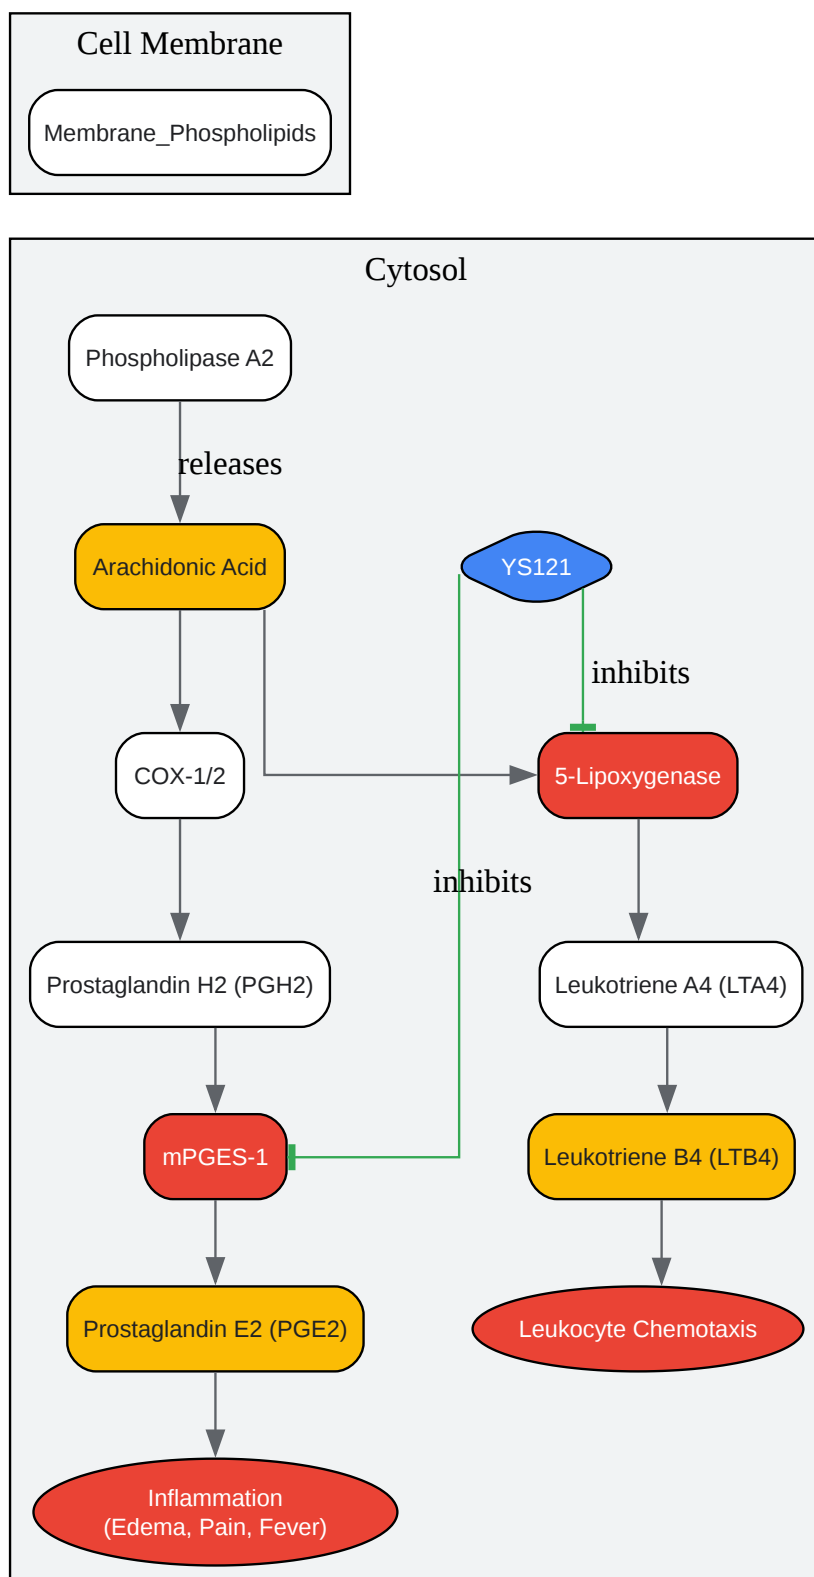 Cell Membrane
Membrane_Phospholipids
Cytosol
Phospholipase A2
releases
Arachidonic Acid
YS121
inhibits
COX-1/2
5-Lipoxygenase
inhibits
Prostaglandin H2 (PGH2)
Leukotriene A4 (LTA4)
mPGES-1
Leukotriene B4 (LTB4)
Prostaglandin E2 (PGE2)
Leukocyte Chemotaxis
Inflammation
(Edema, Pain, Fever)